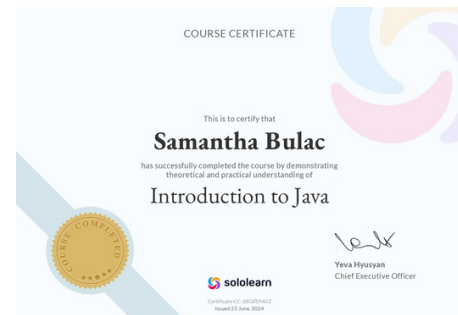 COURSE CERTIFICATE
This is to certify that
Samantha Bulac
has successfully completed the course by demonstrating
theoretical and practical understanding of
Introduction to Java
COURSE COMPLETED
Yeva Hyusyan
Chief Executive Officer
sololearn
Issued 23 June, 2024